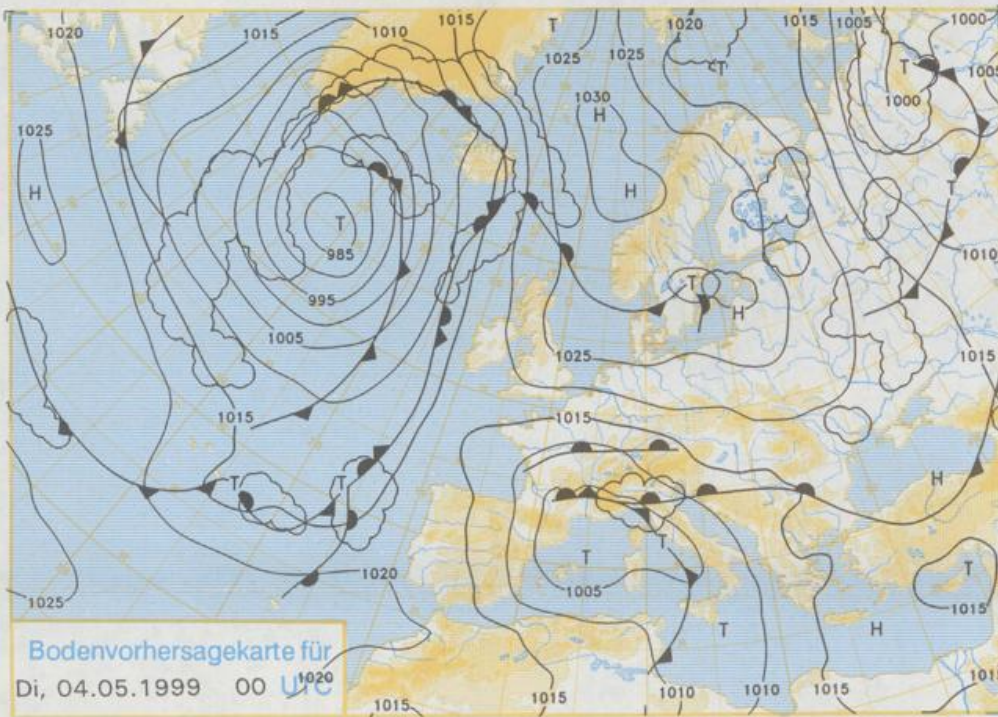 1020 1015 1010 1015 T 1020 1015 1005 1000
1025 1025 T T 1005
1030 1000
1025 H
H H T
T 985 1010
995 T H
1005 1025 1015
1015 1015
T T H
1025 1020 T T T
1005 1015
T H
Bodenvorhersagekarte für
Di, 04.05.1999 00 UTC
1020 1015 1015 1010 1010 1015 1015